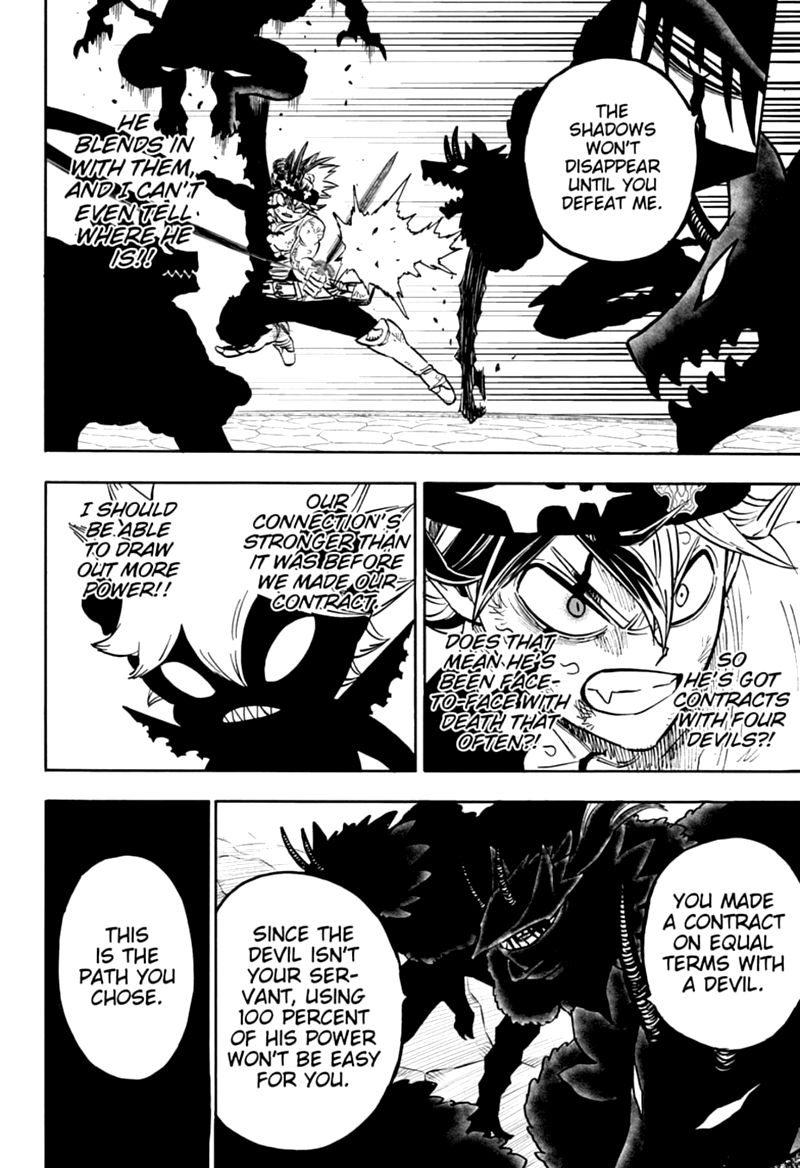 THE
SHADOWS
WON'T
DISAPPEAR
UNTIL YOU
DEFEAT ME.
HE
BLENDS IN
WITH THEM,
AND I CAN'T
EVEN TELL
WHERE HE
IS!!
SO
HE'S GOT
CONTRACTS
WITH FOUR
DEVILS?!
DOES THAT
MEAN HE'S
BEEN FACE-
TO-FACE WITH
DEATH THAT
OFTEN?!
OUR
CONNECTION'S
STRONGER THAN
IT WAS BEFORE
WE MADE OUR
CONTRACT.
I SHOULD
BE ABLE
TO DRAW
OUT MORE
POWER!!
YOU MADE
A CONTRACT
ON EQUAL
TERMS WITH
A DEVIL.
SINCE THE
DEVIL ISN'T
YOUR SER-
VANT, USING
100 PERCENT
OF HIS POWER
WON'T BE EASY
FOR YOU.
THIS
IS THE
PATH YOU
CHOSE.